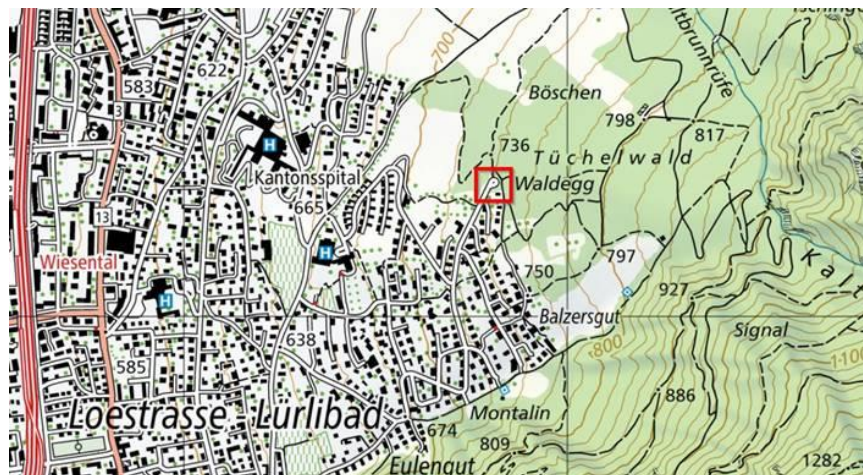 700
622
583
3
H
Kantonsspital
665
13
H
Wiesental
H
585
638
Loestrasse - Lürlibad
674
Eulengut
Böschen
798
817
736
Tüchelwald
Waldegg
750
797
Balzersgut
927
Signal
800
886
Montalin
809
1282